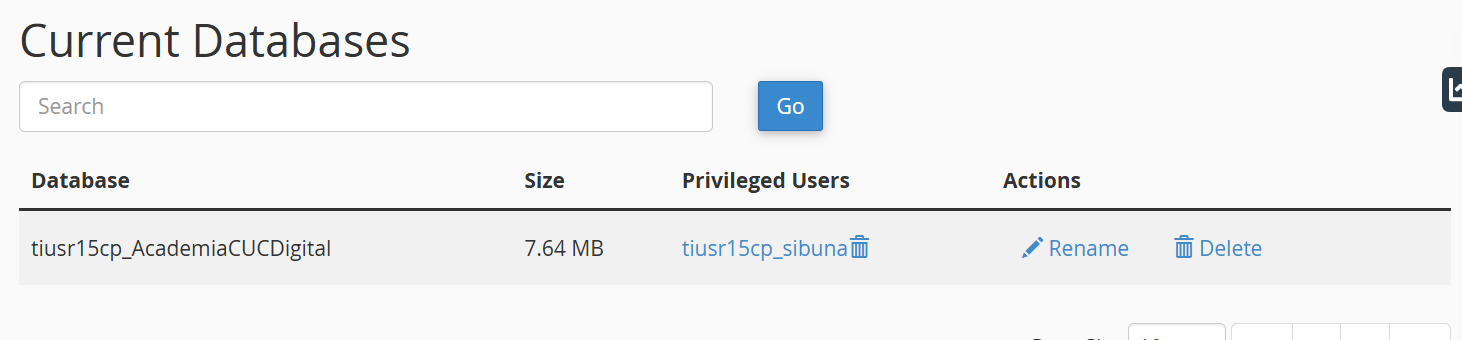 Current Databases
Search
Go
Database Size Privileged Users Actions
tiusr15cp_AcademiaCUCDigital 7.64 MB tiusr15cp_sibuna Rename Delete